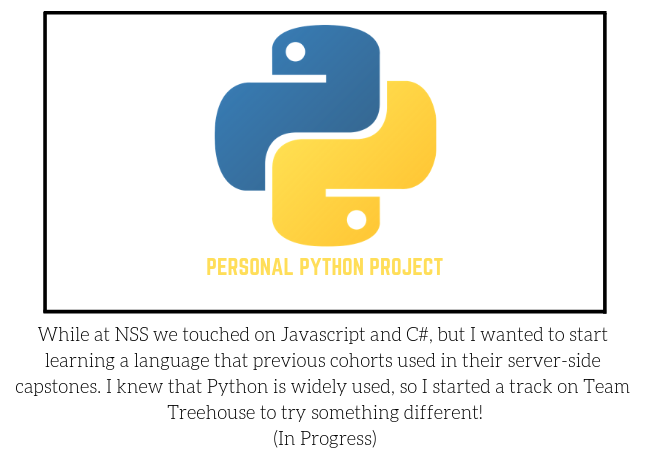 PERSONAL PYTHON PROJECT
While at NSS we touched on Javascript and C#, but I wanted to start
learning a language that previous cohorts used in their server-side
capstones. I knew that Python is widely used, so I started a track on Team
Treehouse to try something different!
(In Progress)